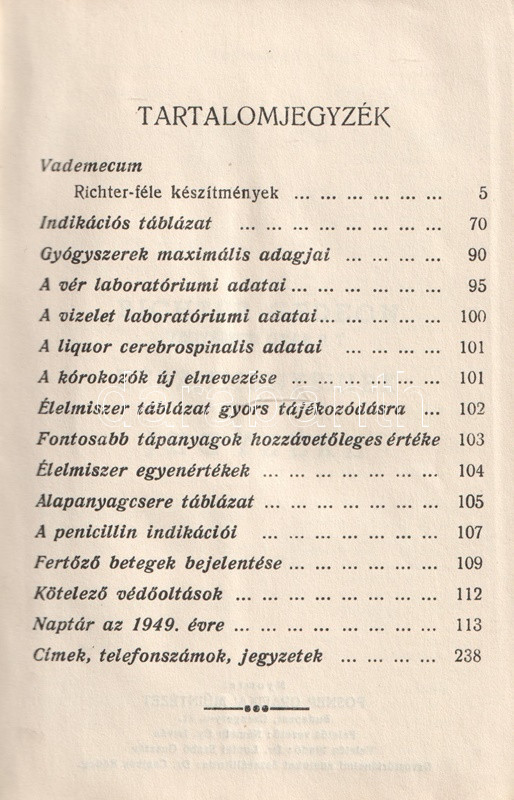 TARTALOMJEGYZÉK
Vademecum
Richter-féle készítmények ... ... ... ... ... ... 5
Indikációs táblázat ... ... ... ... ... ... ... ... 70
Gyógyszerek maximális adagjai ... ... ... ... 90
A vér laboratóriumi adatai ... ... ... ... ... ... 95
A vizelet laboratóriumi adatai ... ... ... ... ... 100
A liquor cerebrospinalis adatai ... ... ... ... 101
A kórokozók új elnevezése ... ... ... ... ... ... 101
Élelmiszer táblázat gyors tájékozódásra ... 102
Fontosabb tápanyagok hozzávetőleges értéke 103
Élelmiszer egyenértékek ... ... ... ... ... ... ... 104
Alapanyagcsere táblázat ... ... ... ... ... ... ... 105
A penicillin indikációi ... ... ... ... ... ... ... 107
Fertőző betegek bejelentése ... ... ... ... ... ... 109
Kötelező védőoltások ... ... ... ... ... ... ... ... 112
Naptár az 1949. évre ... ... ... ... ... ... ... ... 113
Címek, telefonszámok, jegyzetek ... ... ... ... 238
darabanth